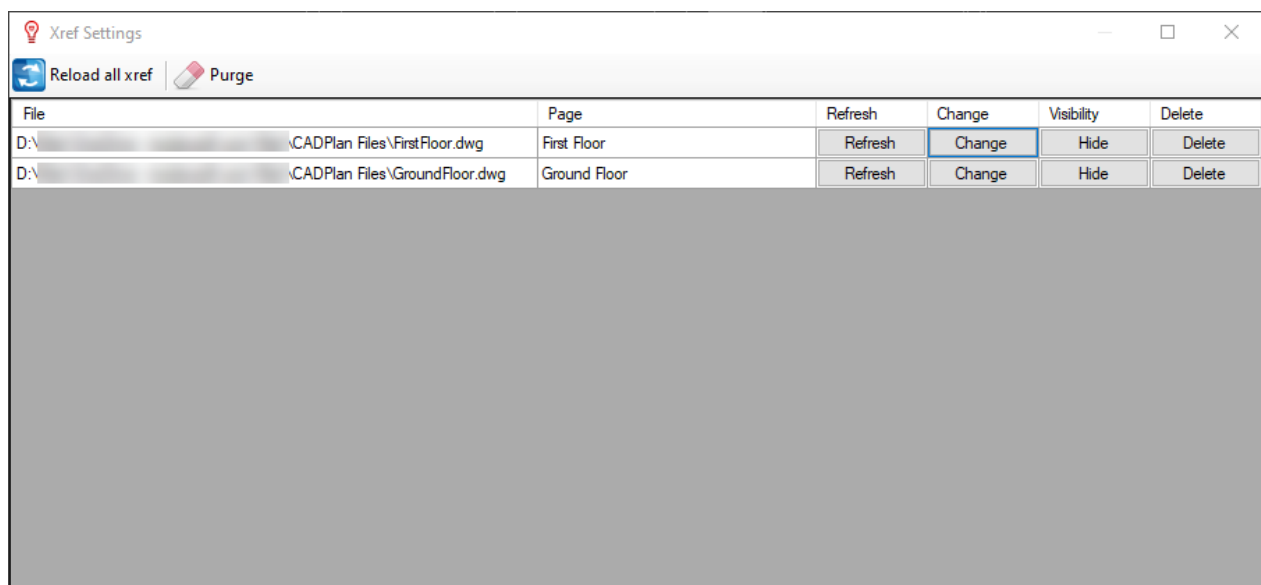 Xref Settings
Reload all xref Purge
File Page Refresh Change Visibility Delete
D:\ \CADPlan Files\FirstFloor.dwg First Floor Refresh Change Hide Delete
D:\ \CADPlan Files\GroundFloor.dwg Ground Floor Refresh Change Hide Delete